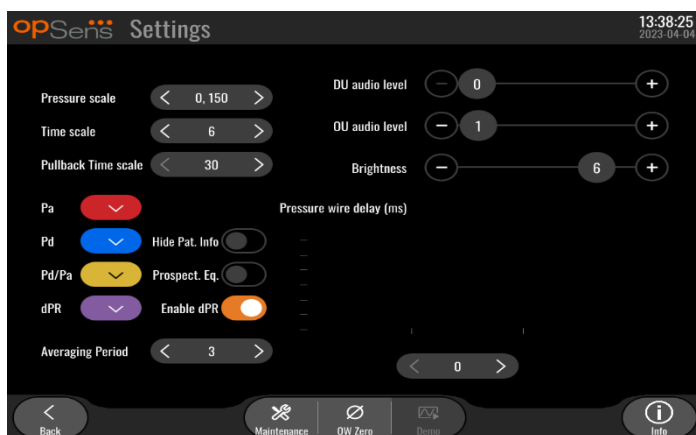 opSens Settings
13:38:25
2023-04-04
Pressure scale 0, 150
Time scale 6
Pullback Time scale 30
DU audio level 0
OU audio level 1
Brightness 6
Pa
Pd
Pd/Pa
dPR
Hide Pat. Info
Prospect. Eq.
Enable dPR
Averaging Period 3
Pressure wire delay (ms)
0
Back
Maintenance
OW Zero
Demo
Info